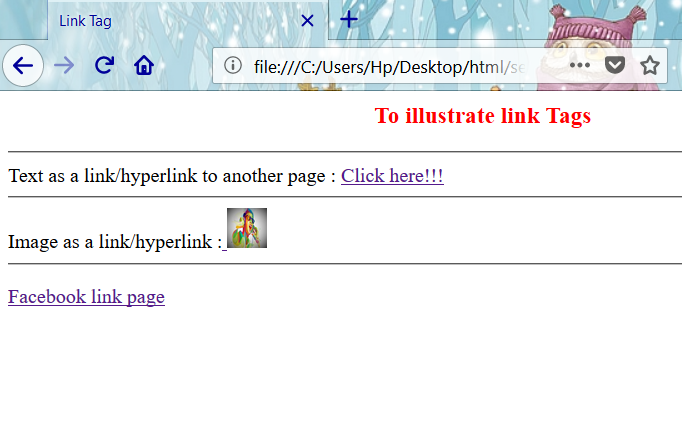 Link Tag
file:///C:/Users/Hp/Desktop/html/se
To illustrate link Tags
Text as a link/hyperlink to another page : Click here!!!
Image as a link/hyperlink :
Facebook link page